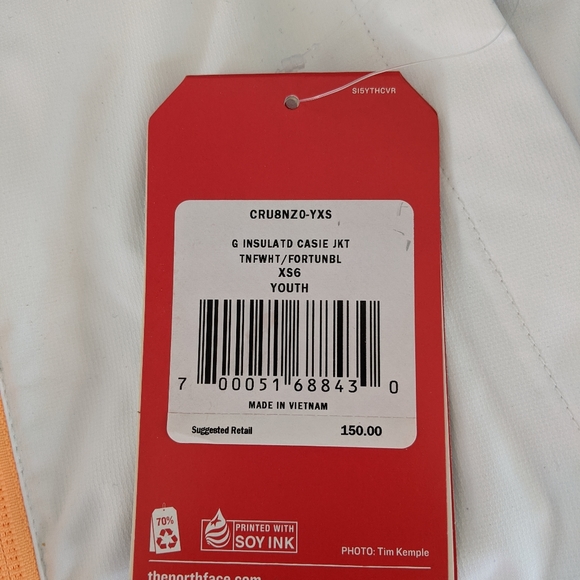 SI5YTHCVR
CRU8NZ0-YXS
G INSULATD CASIE JKT
TNFWHT/FORTUNBL
XS6
YOUTH
7 00051 68843 0
MADE IN VIETNAM
Suggested Retail 150.00
70%
PRINTED WITH
SOY INK
PHOTO: Tim Kemple
thenorthface.com